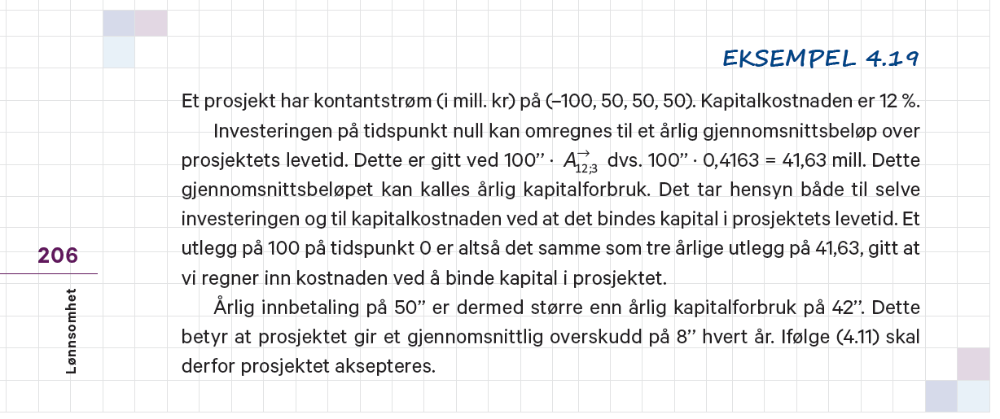 EKSEMPEL 4.19
Et prosjekt har kontantstrøm (i mill. kr) på (–100, 50, 50, 50). Kapitalkostnaden er 12 %.
Investeringen på tidspunkt null kan omregnes til et årlig gjennomsnittsbeløp over
prosjektets levetid. Dette er gitt ved 100” · A→12;3 dvs. 100” · 0,4163 = 41,63 mill. Dette
gjennomsnittsbeløpet kan kalles årlig kapitalforbruk. Det tar hensyn både til selve
investeringen og til kapitalkostnaden ved at det bindes kapital i prosjektets levetid. Et
utlegg på 100 på tidspunkt 0 er altså det samme som tre årlige utlegg på 41,63, gitt at
vi regner inn kostnaden ved å binde kapital i prosjektet.
Årlig innbetaling på 50” er dermed større enn årlig kapitalforbruk på 42”. Dette
betyr at prosjektet gir et gjennomsnittlig overskudd på 8” hvert år. Ifølge (4.11) skal
derfor prosjektet aksepteres.
206
Lønnsomhet